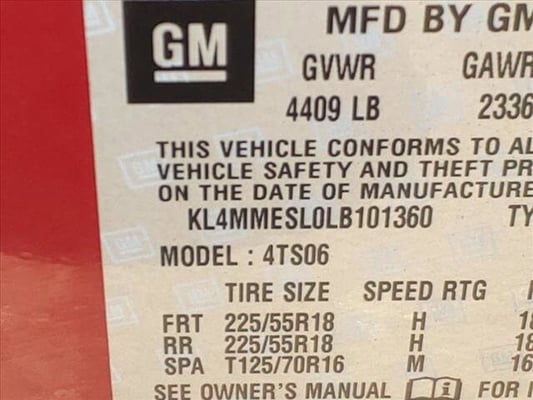 GM
MFD BY GM
GVWR GAWR
4409 LB 2336
THIS VEHICLE CONFORMS TO AL
VEHICLE SAFETY AND THEFT PR
ON THE DATE OF MANUFACTURE
KL4MMESL0LB101360 TY
MODEL : 4TS06
TIRE SIZE SPEED RTG
FRT 225/55R18 H 18
RR 225/55R18 H 18
SPA T125/70R16 M 16
SEE OWNER'S MANUAL FOR